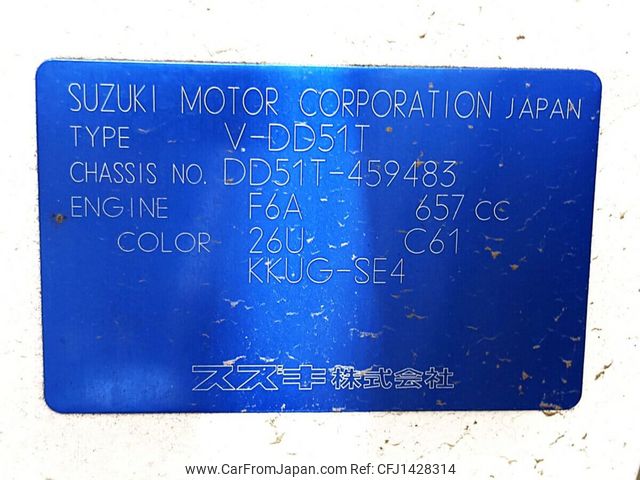 SUZUKI MOTOR CORPORATION JAPAN
TYPE V-DD51T
CHASSIS NO. DD51T-459483
ENGINE F6A 657 CC
COLOR 26U C61
KKUG-SE4
スズキ株式会社
www.CarFromJapan.com Ref: CFJ1428314